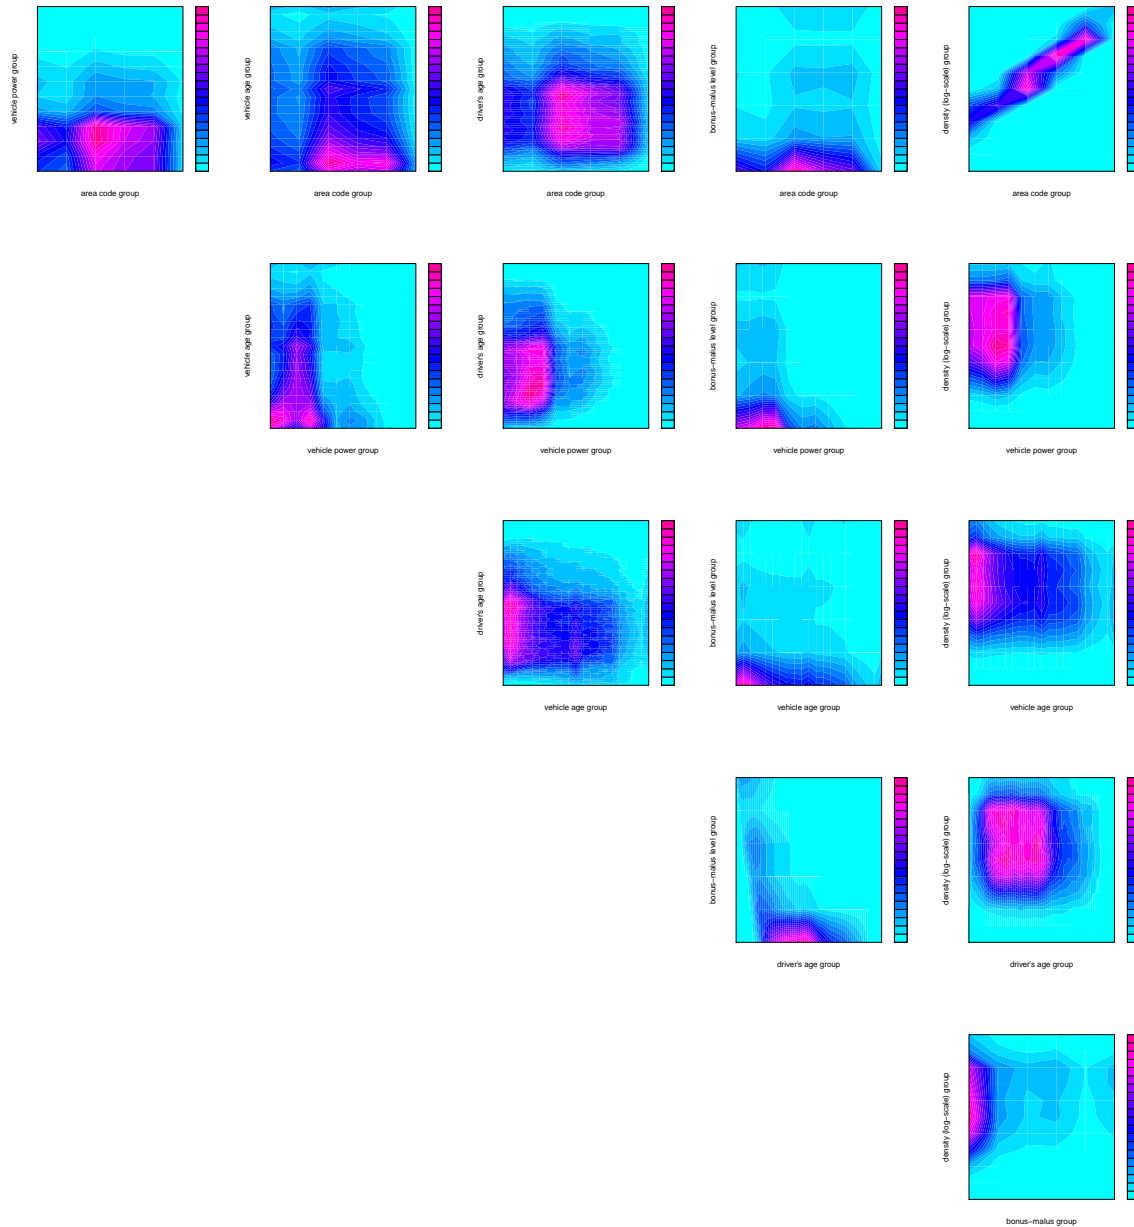 vehicle power group
vehicle age group
driver's age group
bonus−malus level group
density (log−scale) group
area code group
area code group
area code group
area code group
area code group
vehicle age group
driver's age group
bonus−malus level group
density (log−scale) group
vehicle power group
vehicle power group
vehicle power group
vehicle power group
driver's age group
bonus−malus level group
density (log−scale) group
vehicle age group
vehicle age group
vehicle age group
bonus−malus level group
density (log−scale) group
driver's age group
driver's age group
density (log−scale) group
bonus−malus group